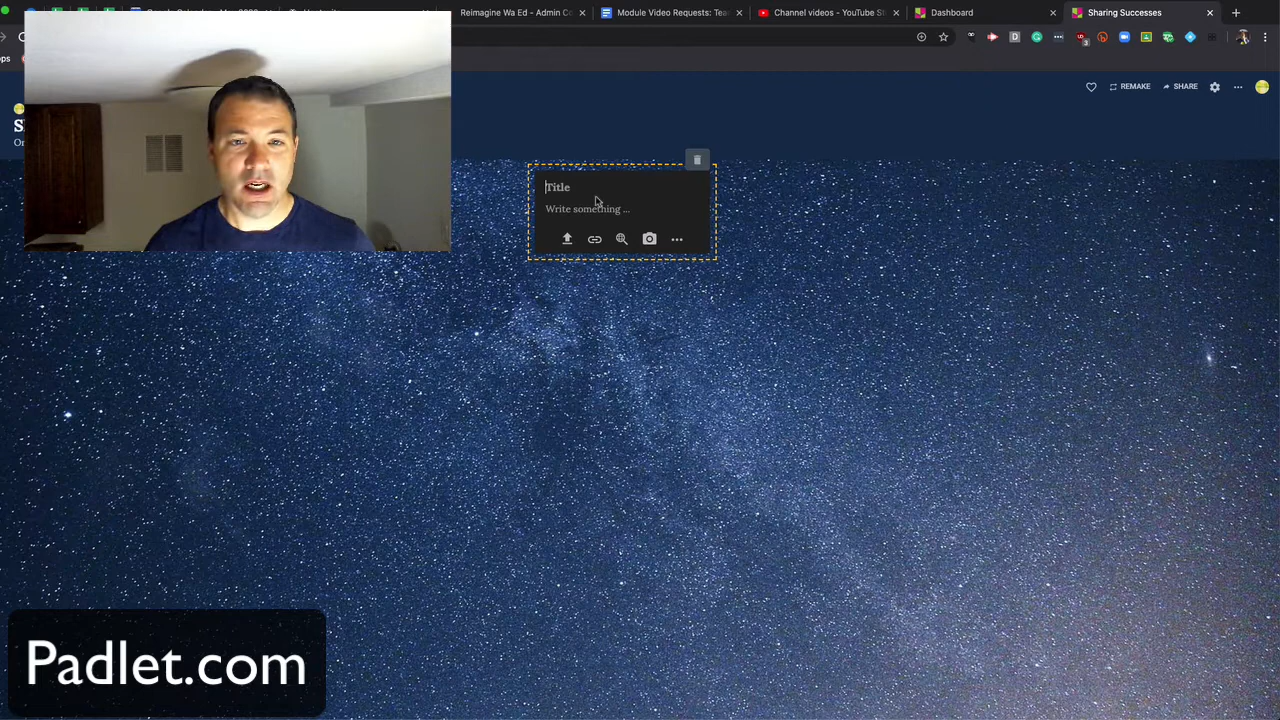 Reimagine Wa Ed - Admin C
Module Video Requests: Tea
Channel videos - YouTube St
Dashboard
Sharing Successes
REMAKE
SHARE
Title
Write something ...
Padlet.com